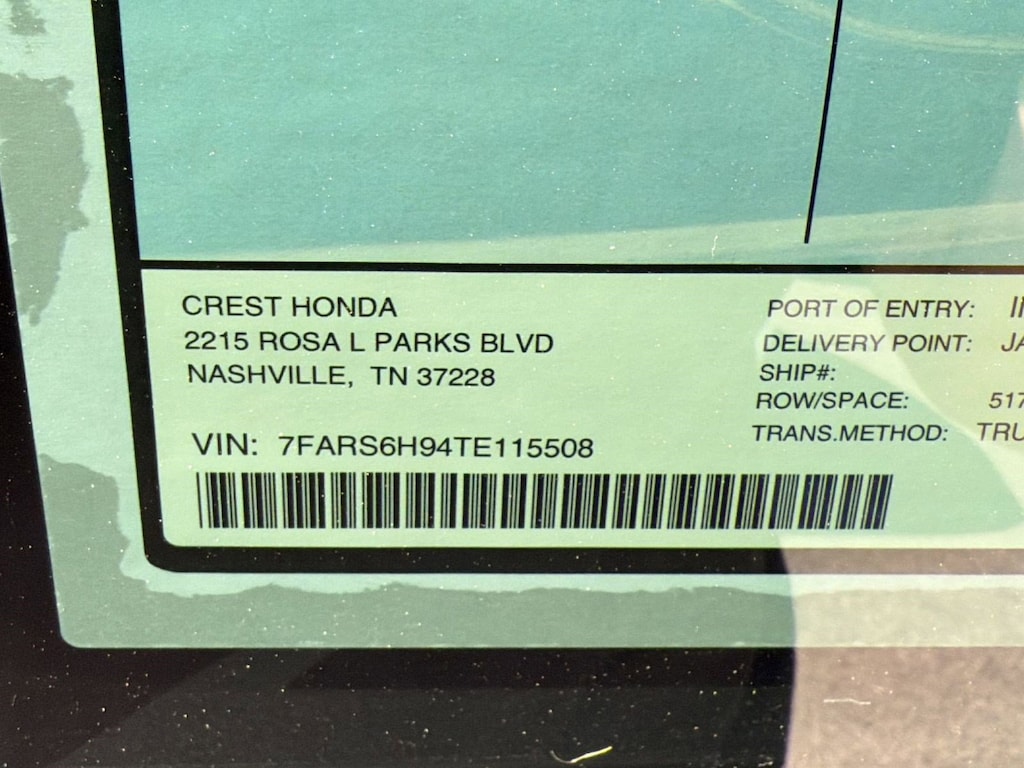 CREST HONDA
2215 ROSA L PARKS BLVD
NASHVILLE, TN 37228
VIN: 7FARS6H94TE115508
PORT OF ENTRY:
DELIVERY POINT:
SHIP#:
ROW/SPACE: 517
TRANS.METHOD: